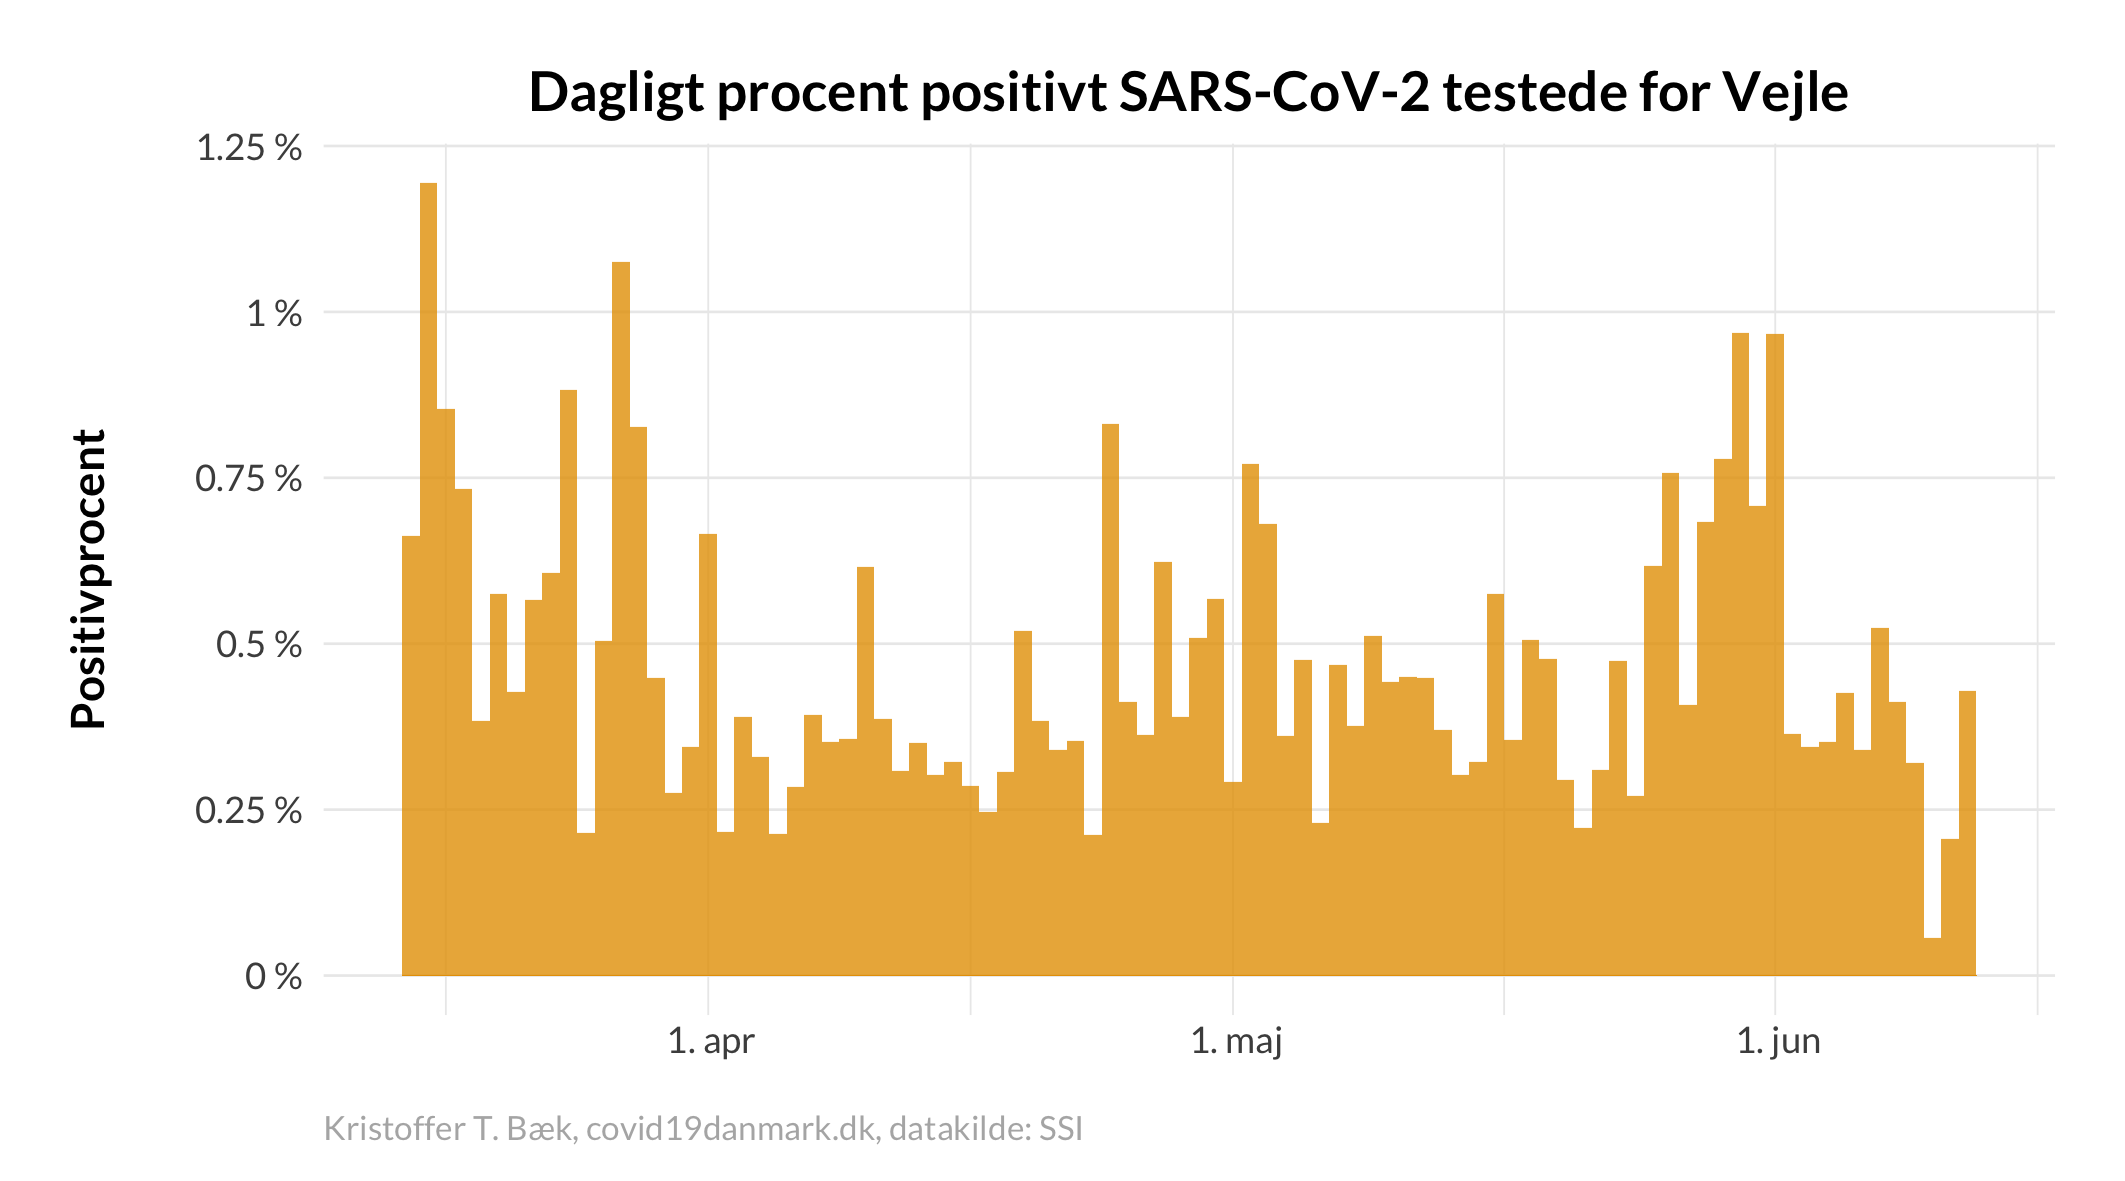 Dagligt procent positivt SARS-CoV-2 testede for Vejle
Positivprocent
1.25 %
1 %
0.75 %
0.5 %
0.25 %
0 %
1. apr
1. maj
1. jun
Kristoffer T. Bæk, covid19danmark.dk, datakilde: SSI